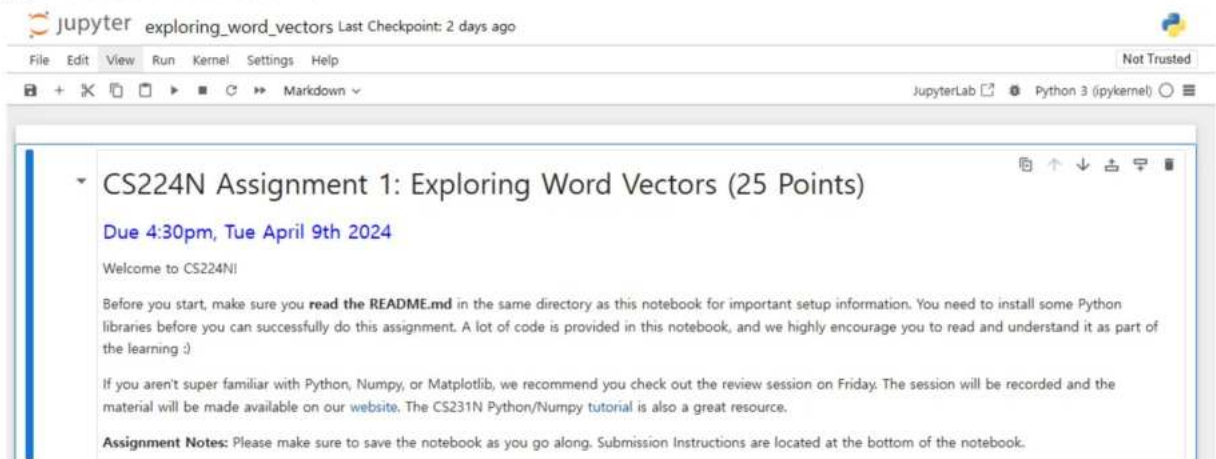 jupyter exploring_word_vectors Last Checkpoint: 2 days ago
File Edit View Run Kernel Settings Help Not Trusted
Markdown JupyterLab Python 3 (ipykernel)
CS224N Assignment 1: Exploring Word Vectors (25 Points)
Due 4:30pm, Tue April 9th 2024
Welcome to CS224N!
Before you start, make sure you read the README.md in the same directory as this notebook for important setup information. You need to install some Python
libraries before you can successfully do this assignment. A lot of code is provided in this notebook, and we highly encourage you to read and understand it as part of
the learning :)
If you aren't super familiar with Python, Numpy, or Matplotlib, we recommend you check out the review session on Friday. The session will be recorded and the
material will be made available on our website. The CS231N Python/Numpy tutorial is also a great resource.
Assignment Notes: Please make sure to save the notebook as you go along. Submission Instructions are located at the bottom of the notebook.